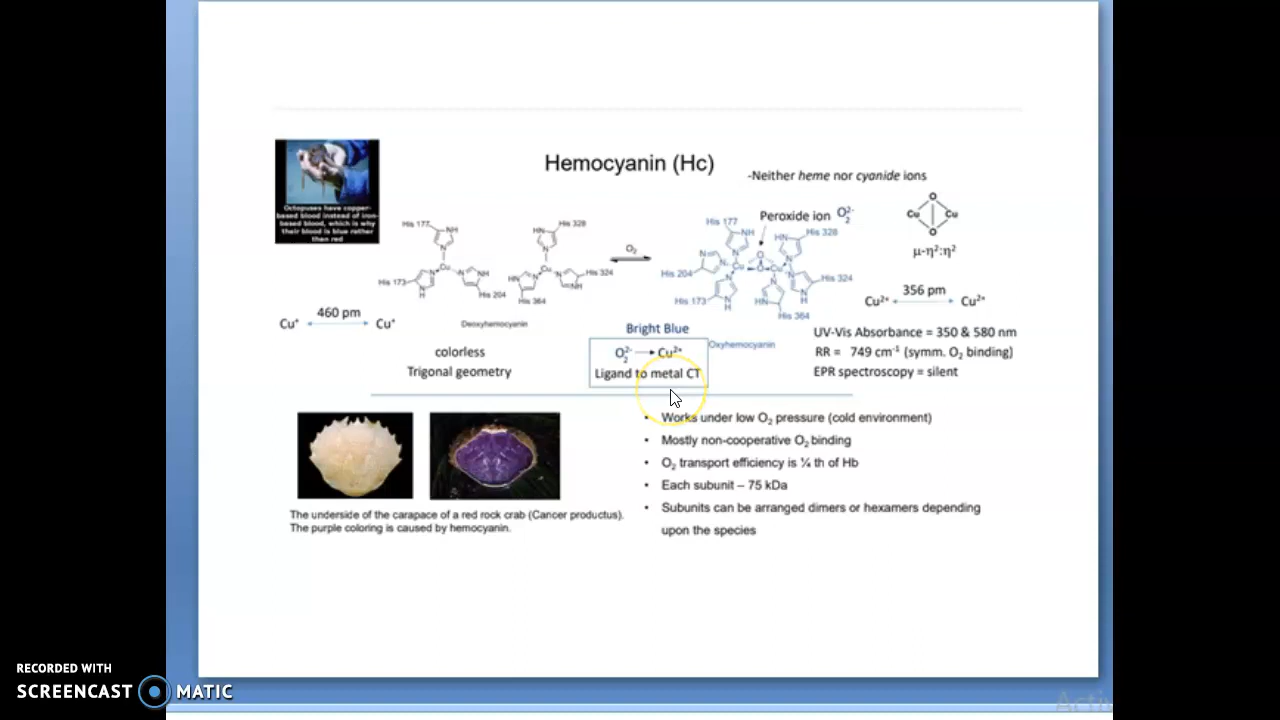 Hemocyanin (Hc)
-Neither heme nor cyanide ions
Octopuses have copper-
based blood instead of iron-
based blood, which is why
their blood is blue rather
than red
His 177
NH
N
Cu
N
N
H
His 173
NH
His 204
His 328
HN
N
Cu
HN
N
His 324
NH
His 364
O₂
His 177
Peroxide ion O₂²⁻
His 328
His 204
His 324
His 173
His 364
O
Cu Cu
O
μ-η²:η²
Cu⁺ 460 pm Cu⁺
Cu²⁺ 356 pm Cu²⁺
Deoxyhemocyanin
Bright Blue
Oxyhemocyanin
colorless
Trigonal geometry
O₂²⁻ → Cu²⁺
Ligand to metal CT
UV-Vis Absorbance = 350 & 580 nm
RR = 749 cm⁻¹ (symm. O₂ binding)
EPR spectroscopy = silent
• Works under low O₂ pressure (cold environment)
• Mostly non-cooperative O₂ binding
• O₂ transport efficiency is ¼ th of Hb
• Each subunit – 75 kDa
• Subunits can be arranged dimers or hexamers depending
upon the species
The underside of the carapace of a red rock crab (Cancer productus).
The purple coloring is caused by hemocyanin.
RECORDED WITH
SCREENCAST MATIC